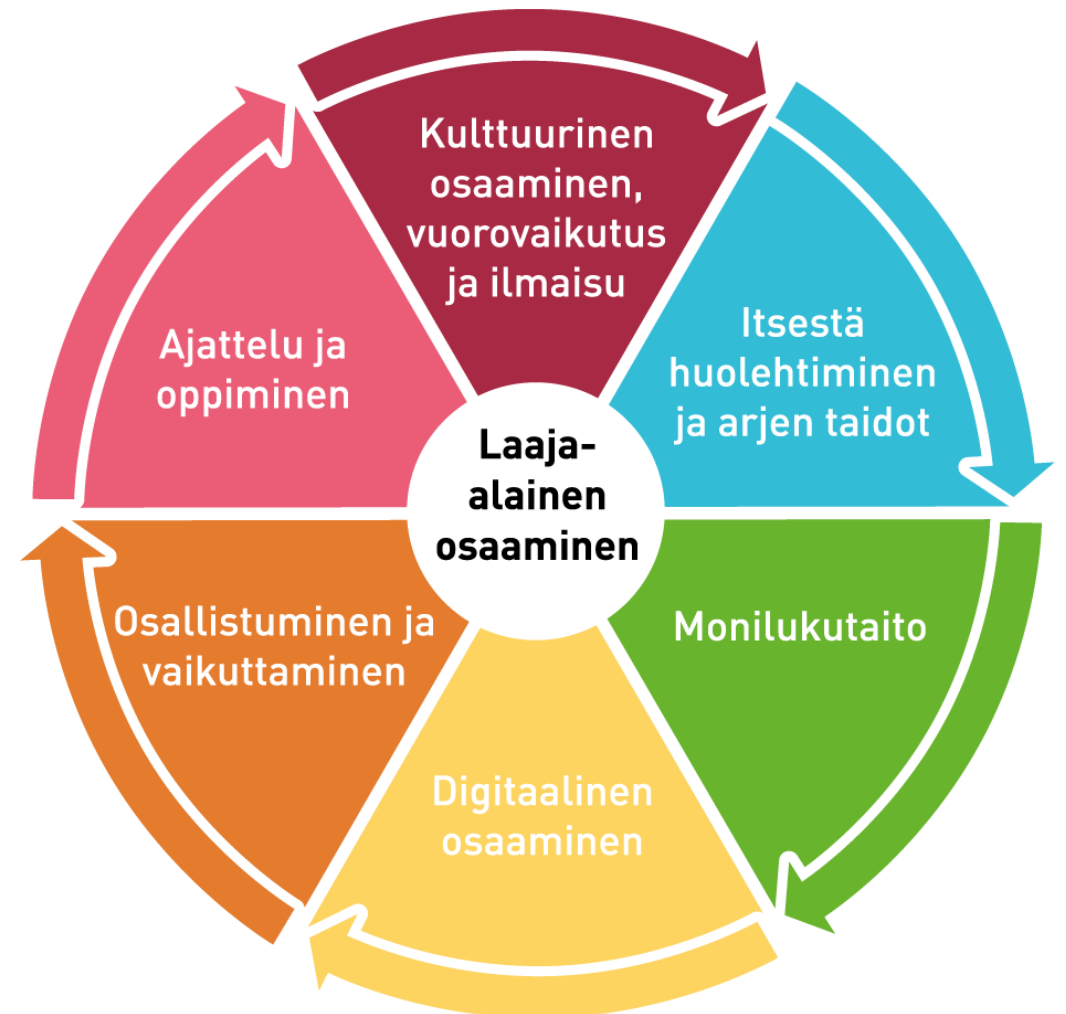 Kulttuurinen
osaaminen,
vuorovaikutus
ja ilmaisu
Itsestä
huolehtiminen
ja arjen taidot
Ajattelu ja
oppiminen
Laaja-
alainen
osaaminen
Osallistuminen ja
vaikuttaminen
Monilukutaito
Digitaalinen
osaaminen